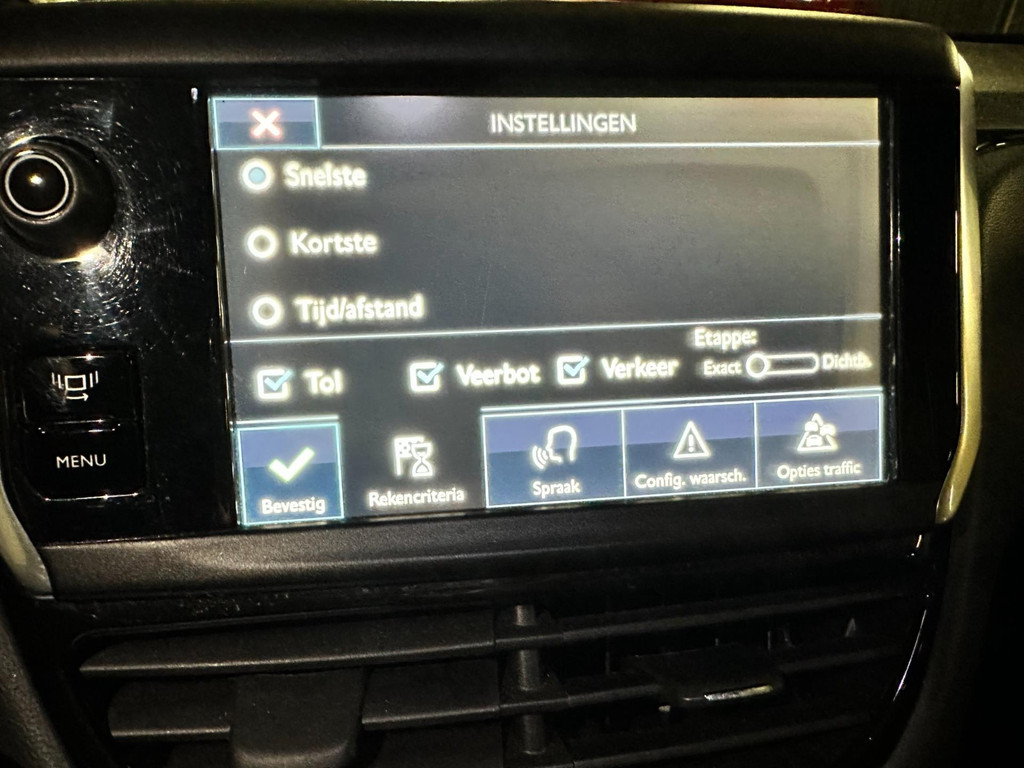 INSTELLINGEN
Snelste
Kortste
Tijd/afstand
Etappe:
Tol Veerbot Verkeer Exact Dichtb.
MENU
Bevestig Rekencriteria Spraak Config. waarsch. Opties traffic